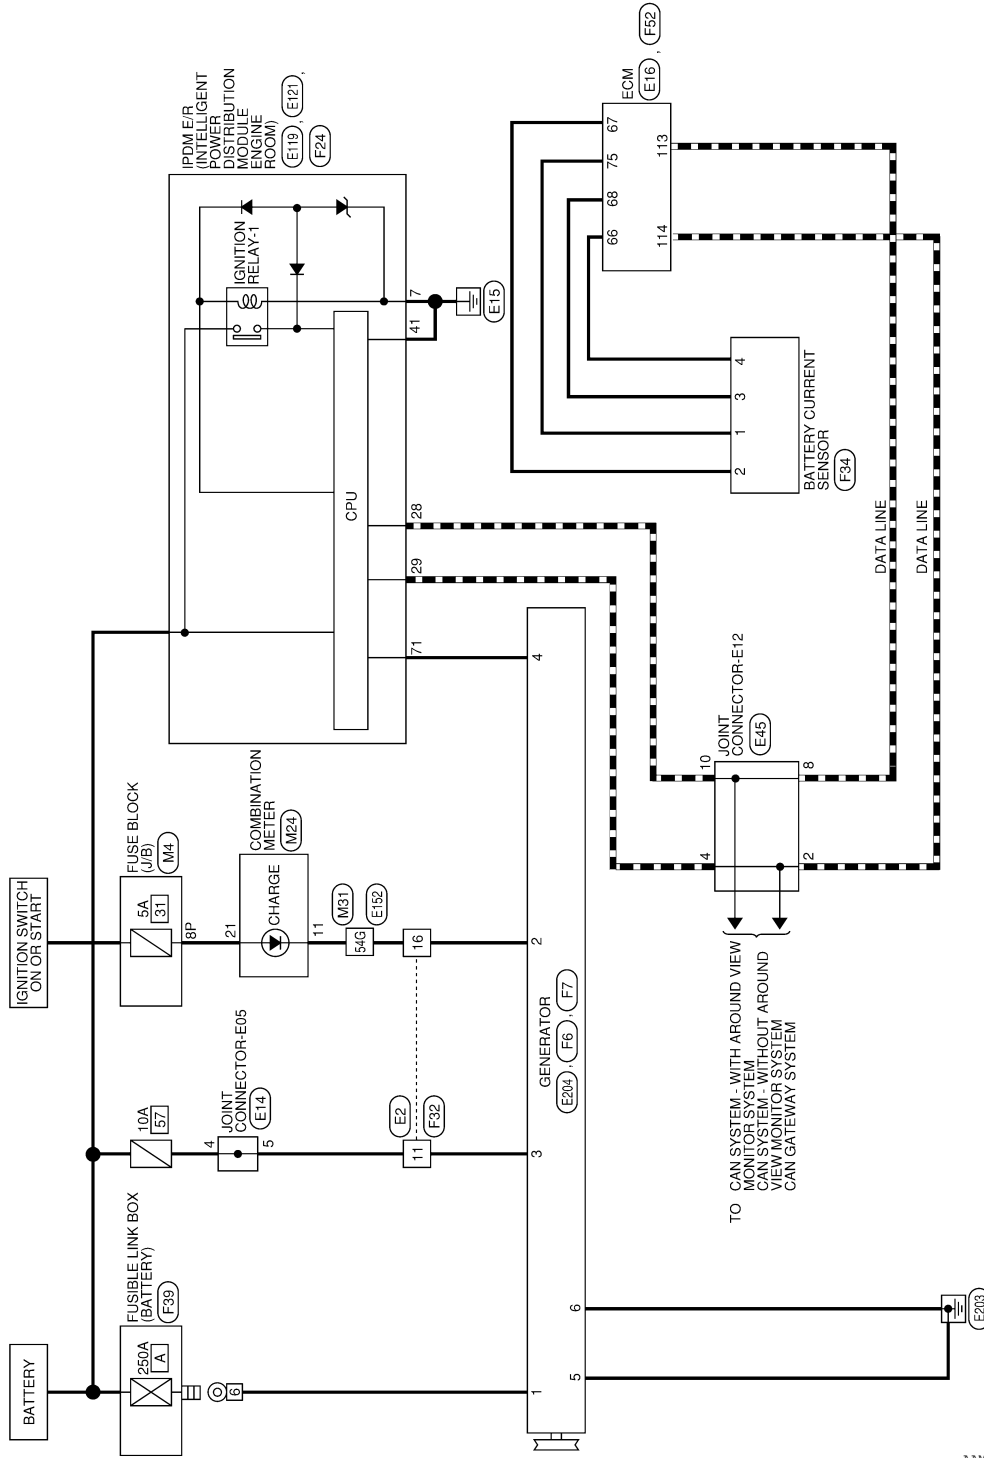 BATTERY
FUSIBLE LINK BOX
(BATTERY)
F39
250A
A
6
1
10A
57
4
JOINT
CONNECTOR-E05
E14
5
E2
F32
11
3
IGNITION SWITCH
ON OR START
FUSE BLOCK
(J/B)
M4
5A
31
8P
21
COMBINATION
METER
M24
CHARGE
11
M31
E152
54G
16
2
IPDM E/R
(INTELLIGENT
POWER
DISTRIBUTION
MODULE
ENGINE
ROOM)
E119 , E121 ,
F24
IGNITION
RELAY-1
CPU
71
29
28
41
7
E15
GENERATOR
E204 , F6 , F7
4
5
6
E203
ECM
E16 , F52
66
68
75
67
114
113
2
1
3
4
BATTERY CURRENT
SENSOR
F34
DATA LINE
DATA LINE
JOINT
CONNECTOR-E12
E45
4
10
2
8
TO
CAN SYSTEM - WITH AROUND VIEW
MONITOR SYSTEM
CAN SYSTEM - WITHOUT AROUND
VIEW MONITOR SYSTEM
CAN GATEWAY SYSTEM